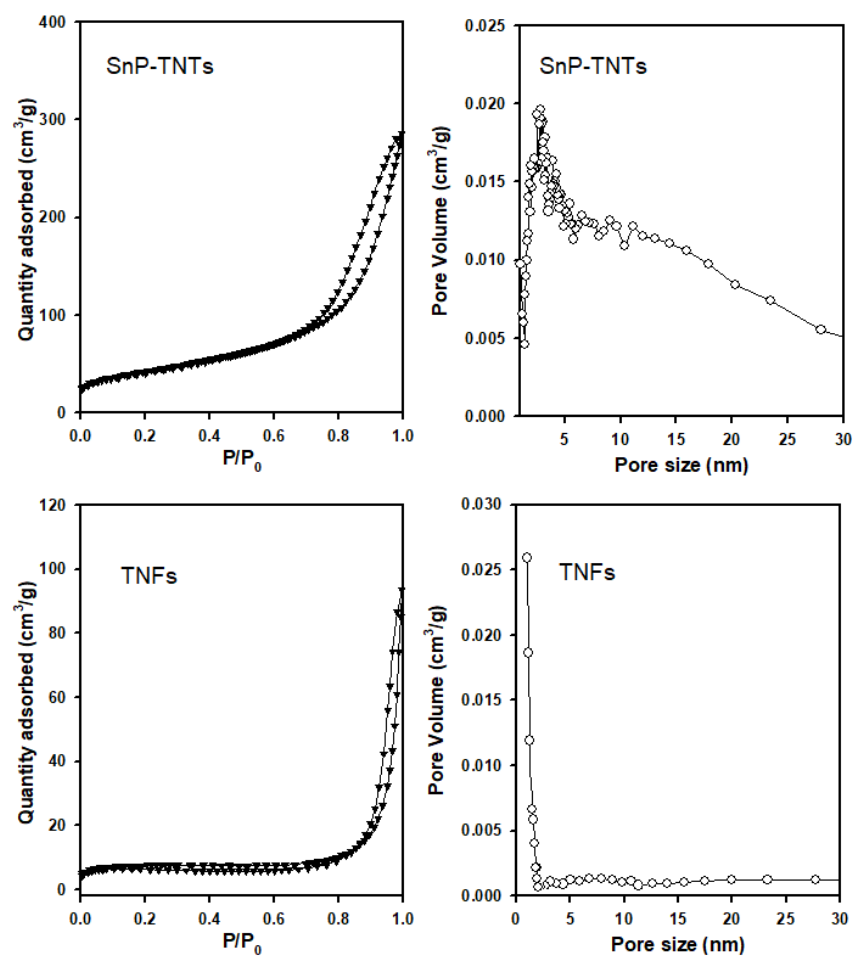 400
300
200
100
0
Quantity adsorbed (cm³/g)
SnP-TNTs
0.0 0.2 0.4 0.6 0.8 1.0
P/P₀
0.025
0.020
0.015
0.010
0.005
0.000
Pore Volume (cm³/g)
SnP-TNTs
5 10 15 20 25 30
Pore size (nm)
120
100
80
60
40
20
0
Quantity adsorbed (cm³/g)
TNFs
0.0 0.2 0.4 0.6 0.8 1.0
P/P₀
0.030
0.025
0.020
0.015
0.010
0.005
0.000
Pore Volume (cm³/g)
TNFs
0 5 10 15 20 25 30
Pore size (nm)